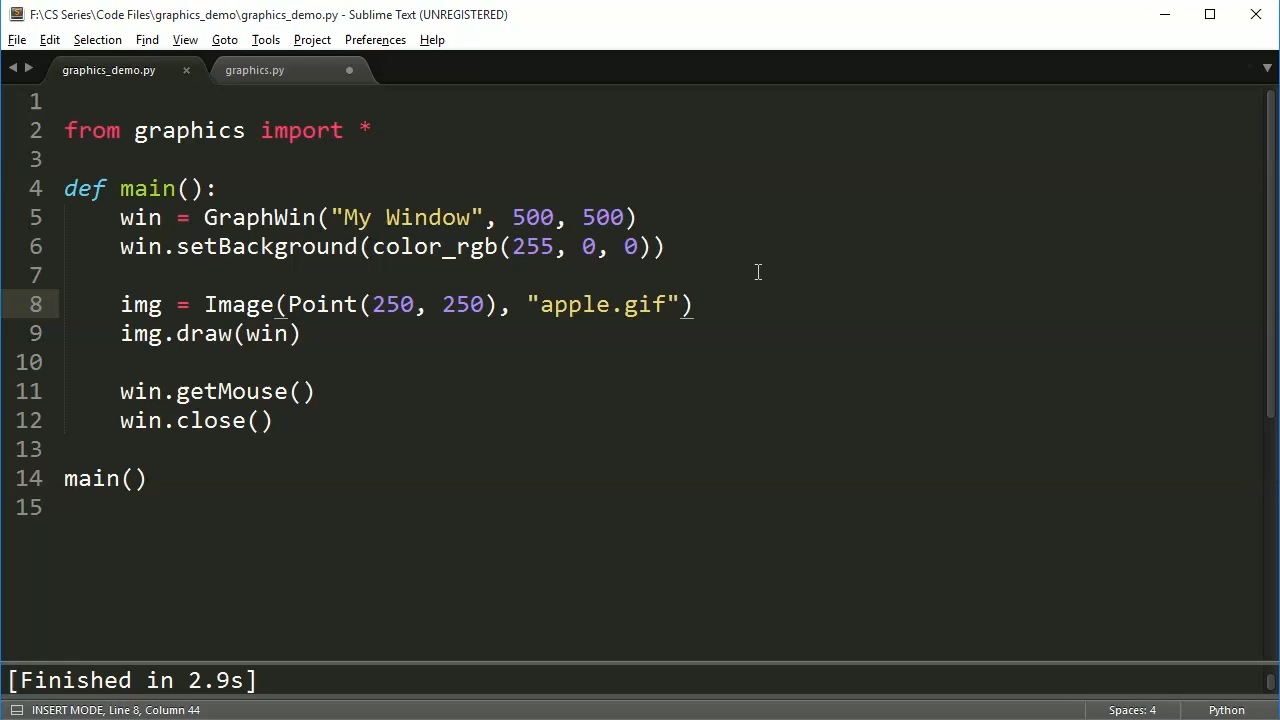 F:\CS Series\Code Files\graphics_demo\graphics_demo.py - Sublime Text (UNREGISTERED)
File Edit Selection Find View Goto Tools Project Preferences Help
graphics_demo.py × graphics.py
1
2 from graphics import *
3
4 def main():
5     win = GraphWin("My Window", 500, 500)
6     win.setBackground(color_rgb(255, 0, 0))
7
8     img = Image(Point(250, 250), "apple.gif")
9     img.draw(win)
10
11     win.getMouse()
12     win.close()
13
14 main()
15
[Finished in 2.9s]
INSERT MODE, Line 8, Column 44 Spaces: 4 Python